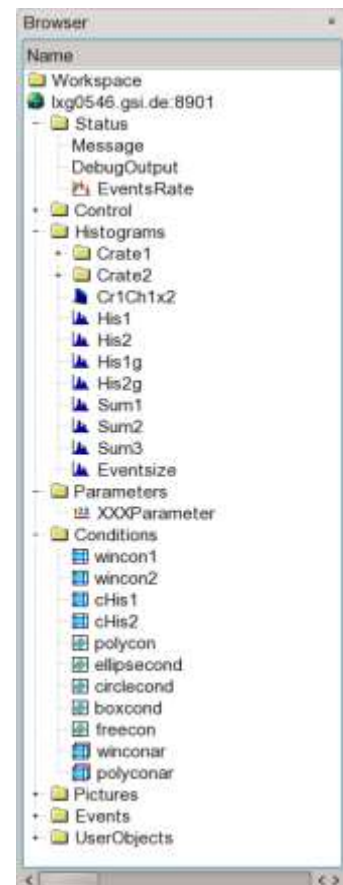 Browser
Name
Workspace
lxg0546.gsi.de:8901
Status
Message
DebugOutput
EventsRate
Control
Histograms
Crate1
Crate2
Cr1Ch1x2
His1
His2
His1g
His2g
Sum1
Sum2
Sum3
Eventsize
Parameters
XXXParameter
Conditions
wincon1
wincon2
cHis1
cHis2
polycon
ellipsecond
circlecond
boxcond
freecon
winconar
polyconar
Pictures
Events
UserObjects